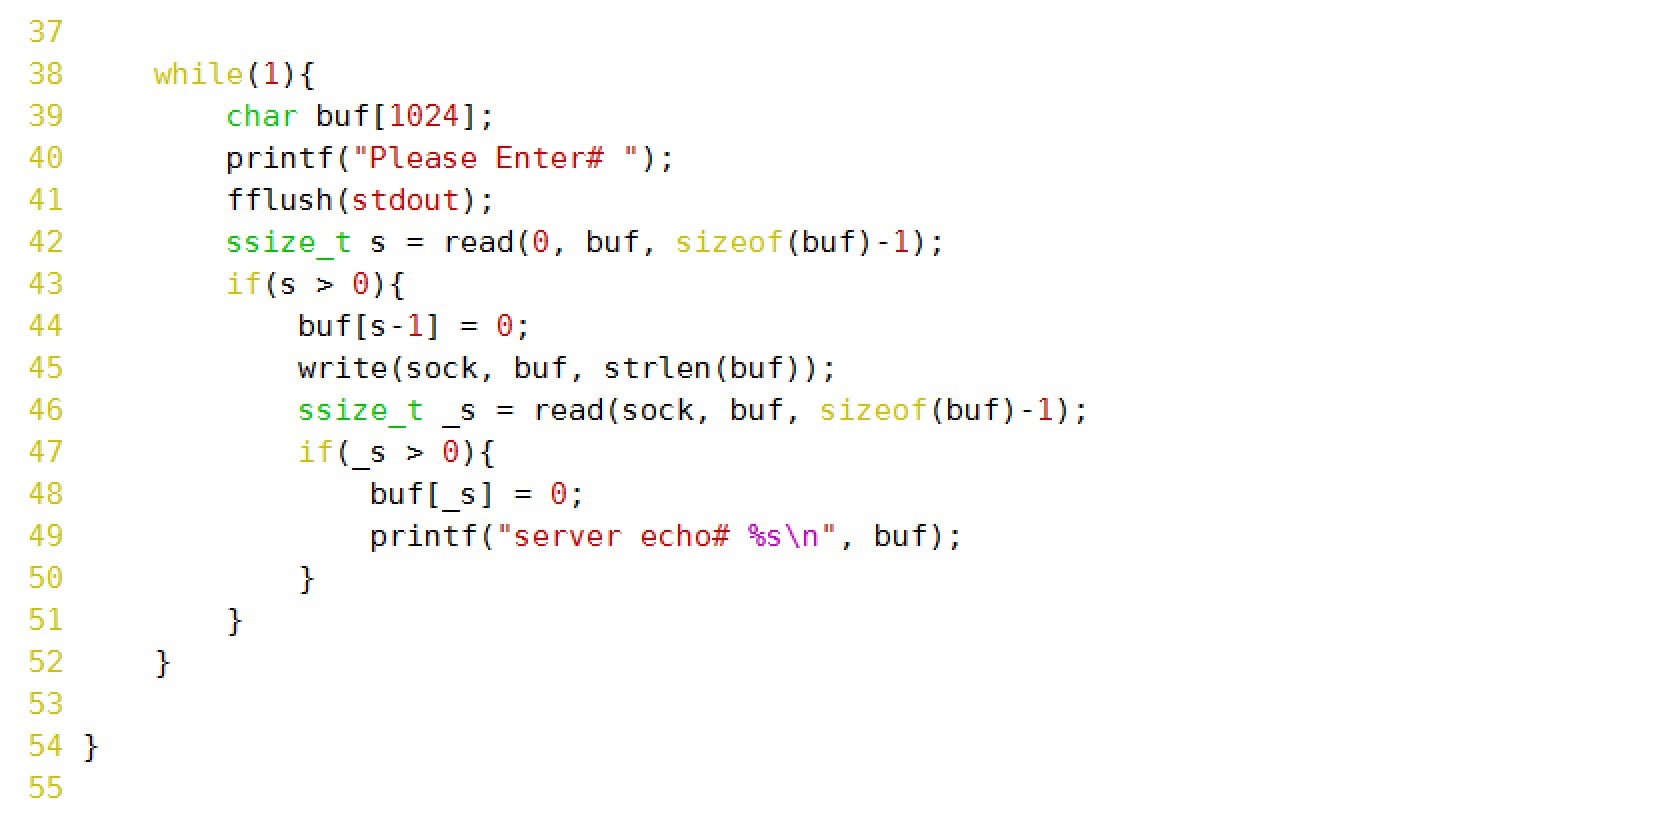 37
38     while(1){
39         char buf[1024];
40         printf("Please Enter# ");
41         fflush(stdout);
42         ssize_t s = read(0, buf, sizeof(buf)-1);
43         if(s > 0){
44             buf[s-1] = 0;
45             write(sock, buf, strlen(buf));
46             ssize_t _s = read(sock, buf, sizeof(buf)-1);
47             if(_s > 0){
48                 buf[_s] = 0;
49                 printf("server echo# %s\n", buf);
50             }
51         }
52     }
53
54 }
55